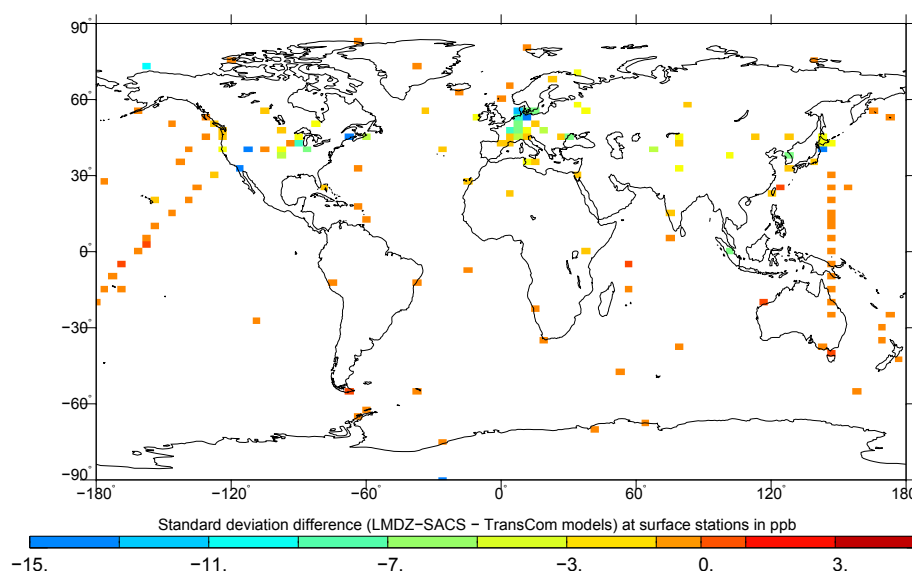 90°
60°
30°
0°
−30°
−60°
−90°
−180° −120° −60° 0° 60° 120° 180°
Standard deviation difference (LMDZ−SACS − TransCom models) at surface stations in ppb
−15. −11. −7. −3. 0. 3.